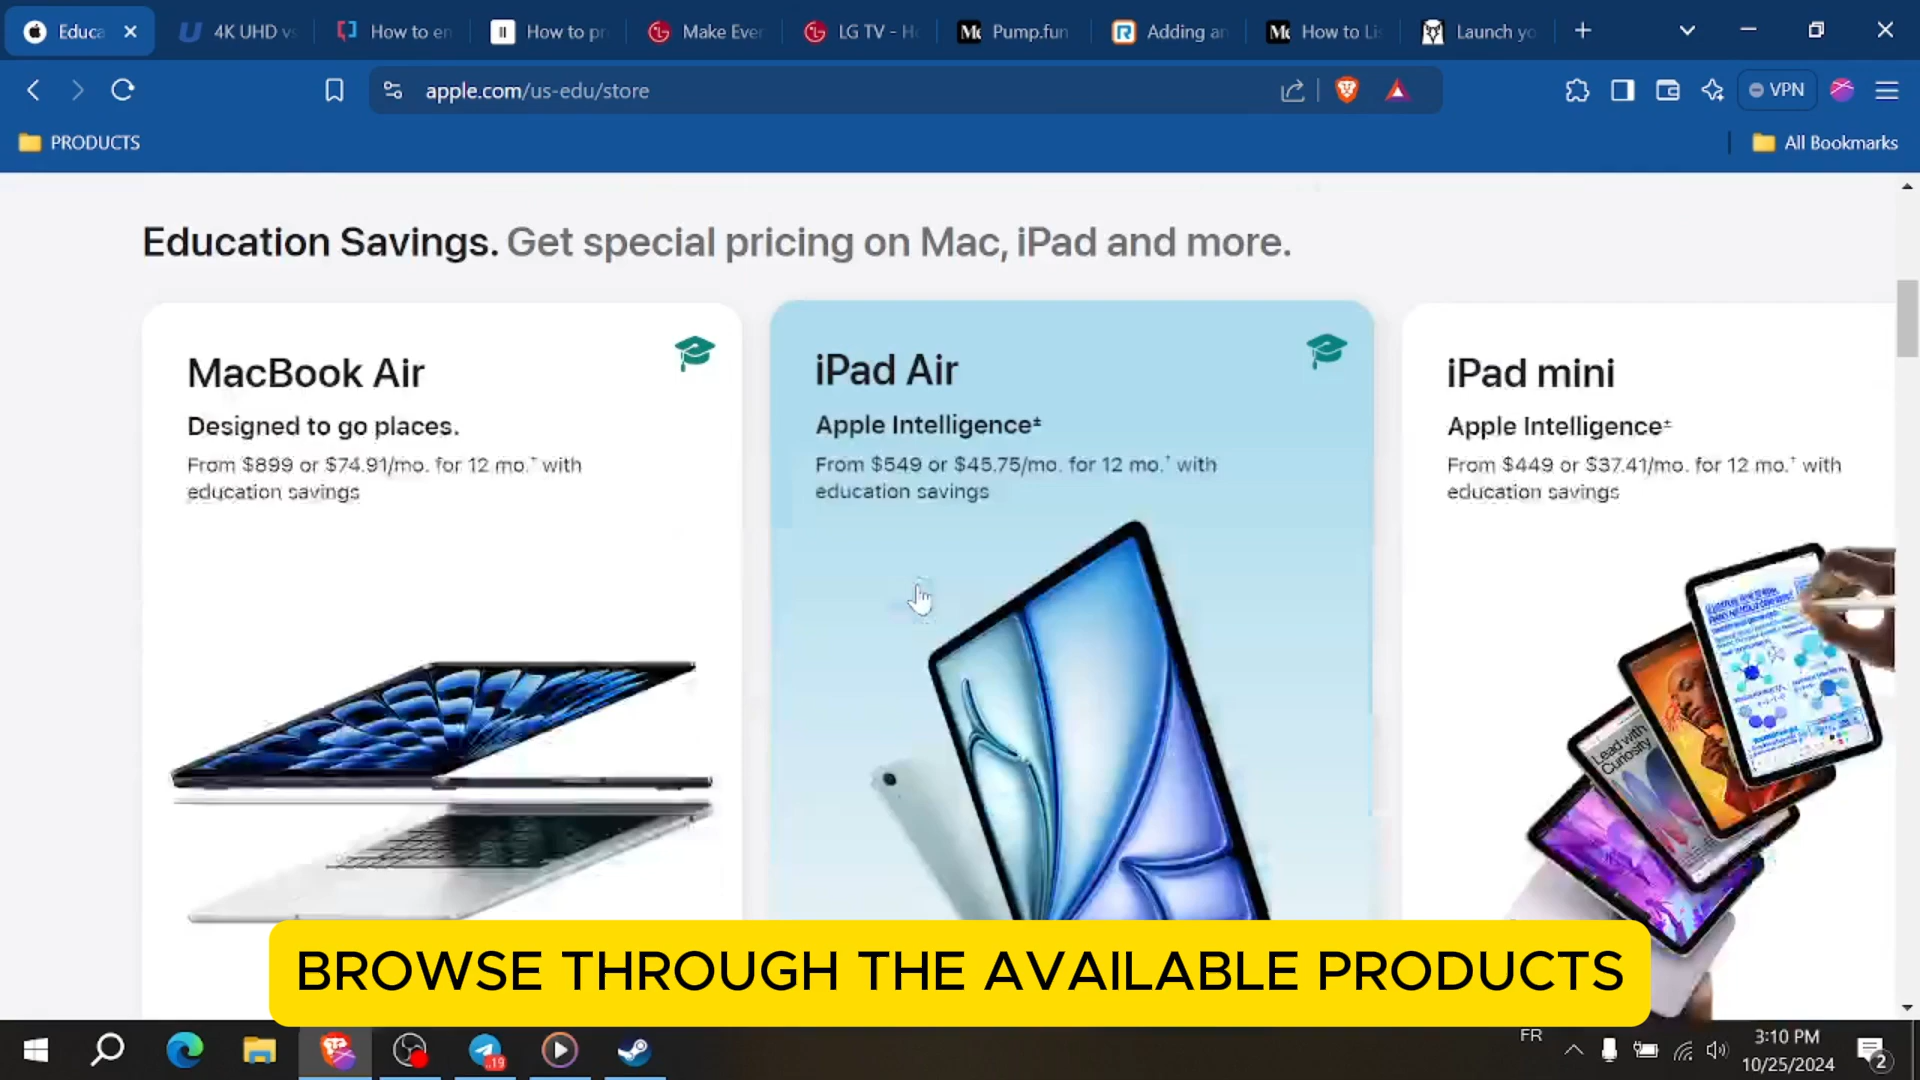 Educa
4K UHD vs
How to en
How to pr
Make Ever
LG TV - Ho
Pump.fun
Adding an
How to Lis
Launch yo
apple.com/us-edu/store
VPN
PRODUCTS
All Bookmarks
Education Savings. Get special pricing on Mac, iPad and more.
MacBook Air
Designed to go places.
From $899 or $74.91/mo. for 12 mo.† with
education savings
iPad Air
Apple Intelligence±
From $549 or $45.75/mo. for 12 mo.† with
education savings
iPad mini
Apple Intelligence±
From $449 or $37.41/mo. for 12 mo.† with
education savings
Lead with
Curiosity
BROWSE THROUGH THE AVAILABLE PRODUCTS
19
FR
3:10 PM
10/25/2024
2